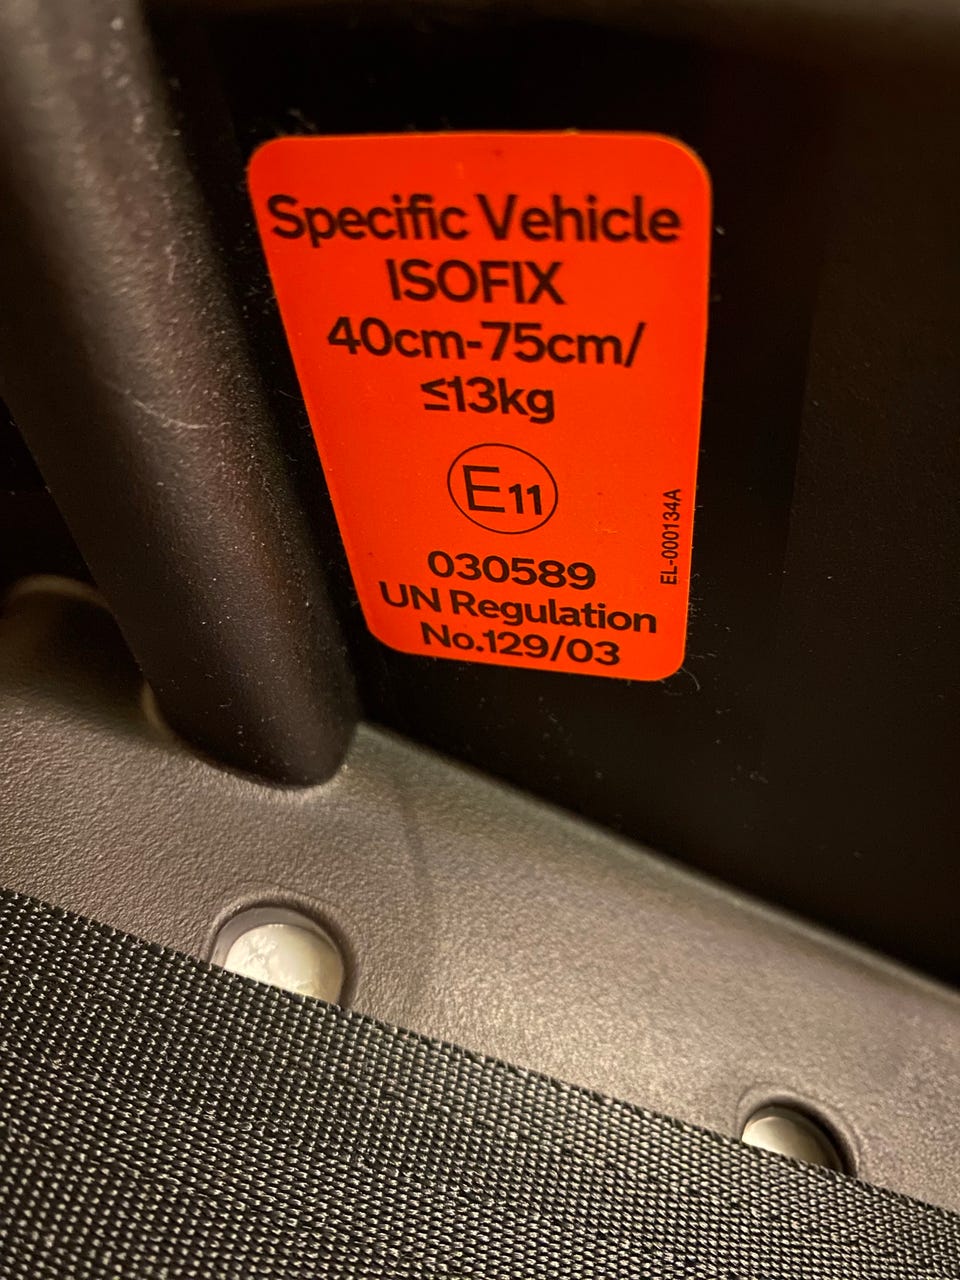 Specific Vehicle
ISOFIX
40cm-75cm/
≤13kg
E11
030589
UN Regulation
No.129/03
EL-000134A